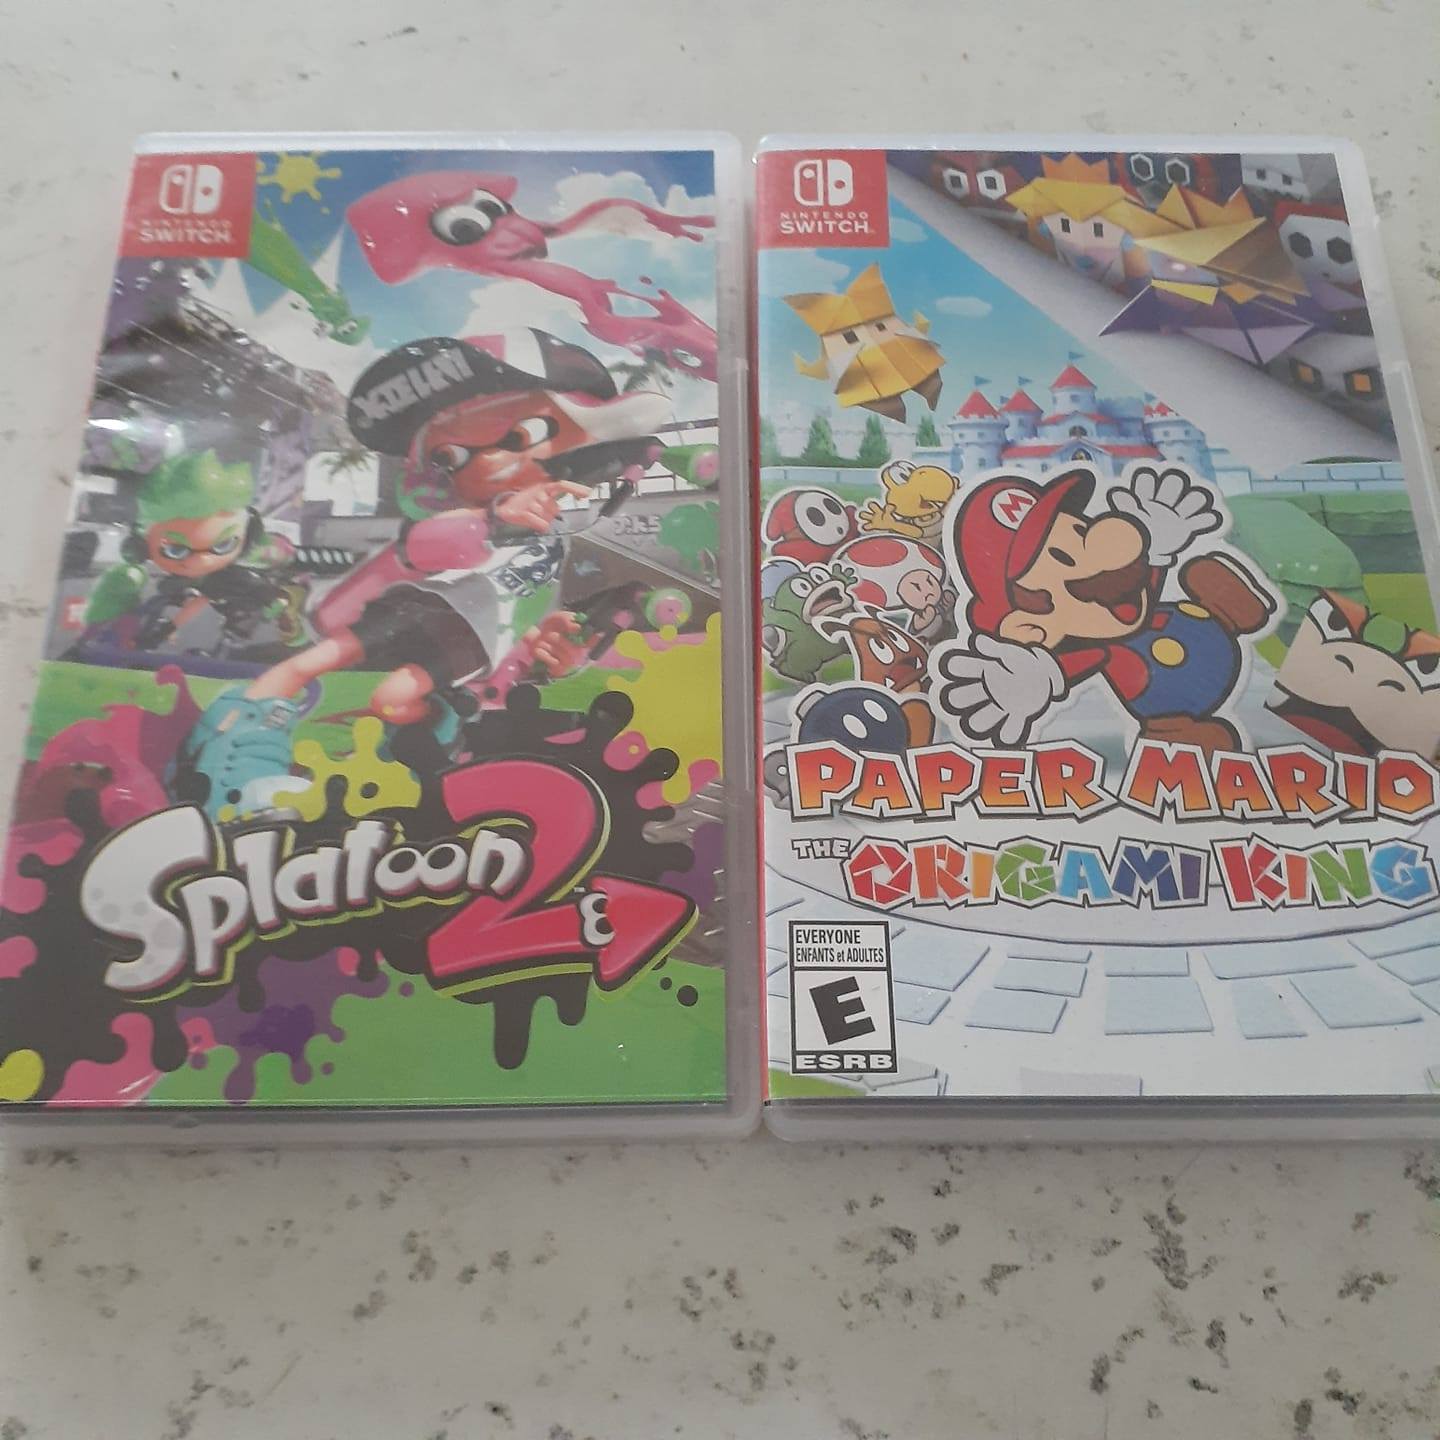 NINTENDO
SWITCH
Splatoon 2
NINTENDO
SWITCH
M
PAPER MARIO
THE ORIGAMI KING
EVERYONE
ENFANTS et ADULTES
E
ESRB